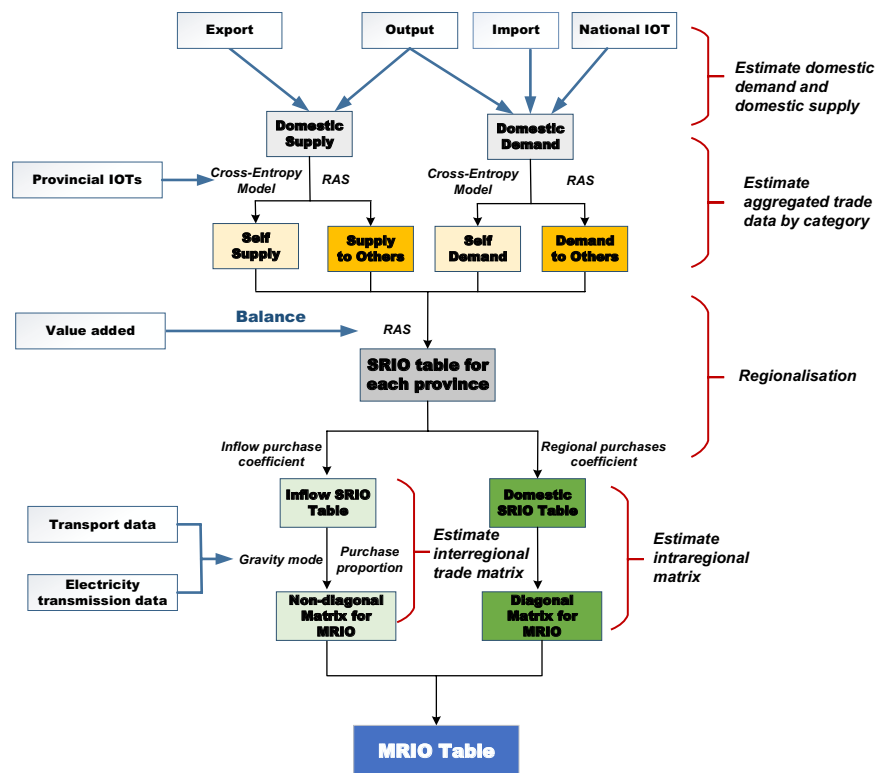 Export
Output
Import
National IOT
Estimate domestic
demand and
domestic supply
Domestic
Supply
Domestic
Demand
Provincial IOTs
Cross-Entropy
Model
RAS
Cross-Entropy
Model
RAS
Estimate
aggregated trade
data by category
Self
Supply
Supply
to Others
Self
Demand
Demand
to Others
Value added
Balance
RAS
SRIO table for
each province
Regionalisation
Inflow purchase
coefficient
Regional purchases
coefficient
Inflow SRIO
Table
Domestic
SRIO Table
Transport data
Electricity
transmission data
Gravity mode
Purchase
proportion
Estimate
interregional
trade matrix
Estimate
intraregional
matrix
Non-diagonal
Matrix for
MRIO
Diagonal
Matrix for
MRIO
MRIO Table